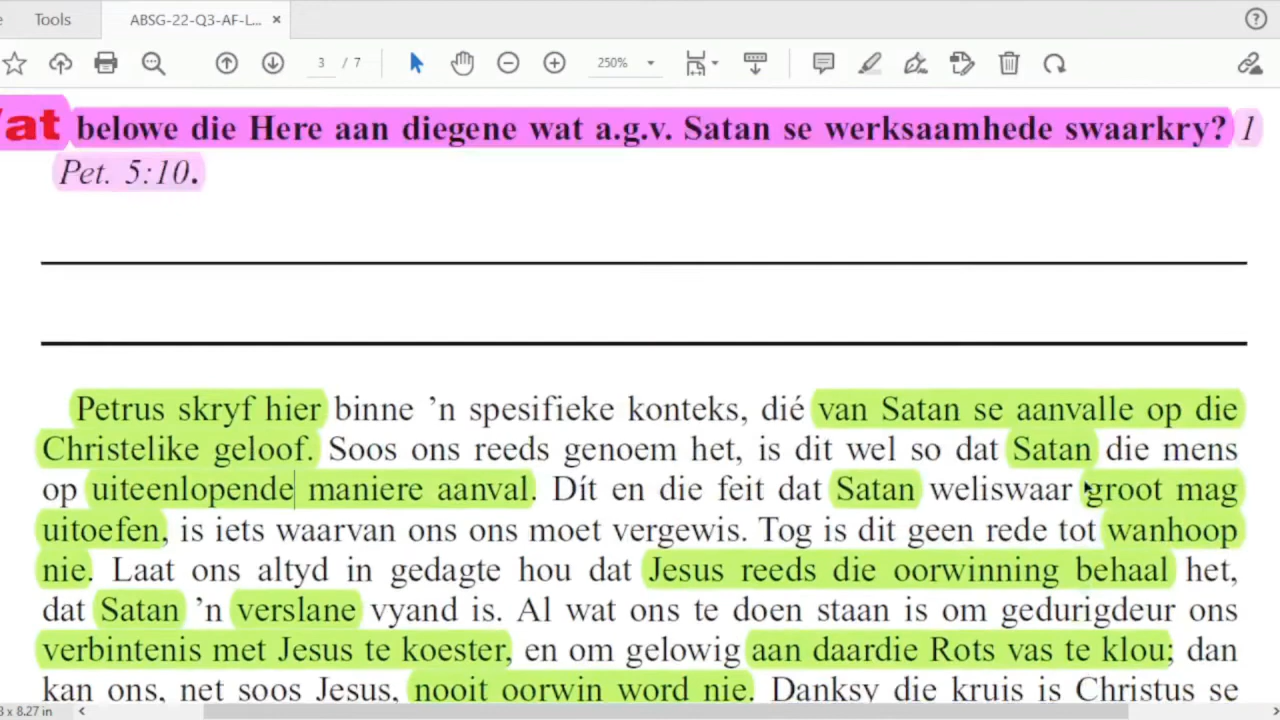 Tools ABSG-22-Q3-AF-L... ×
3 / 7 250%
at belowe die Here aan diegene wat a.g.v. Satan se werksaamhede swaarkry? 1
Pet. 5:10.
Petrus skryf hier binne ’n spesifieke konteks, dié van Satan se aanvalle op die
Christelike geloof. Soos ons reeds genoem het, is dit wel so dat Satan die mens
op uiteenlopende maniere aanval. Dít en die feit dat Satan weliswaar groot mag
uitoefen, is iets waarvan ons ons moet vergewis. Tog is dit geen rede tot wanhoop
nie. Laat ons altyd in gedagte hou dat Jesus reeds die oorwinning behaal het,
dat Satan ’n verslane vyand is. Al wat ons te doen staan is om gedurigdeur ons
verbintenis met Jesus te koester, en om gelowig aan daardie Rots vas te klou; dan
kan ons, net soos Jesus, nooit oorwin word nie. Danksy die kruis is Christus se
x 8.27 in